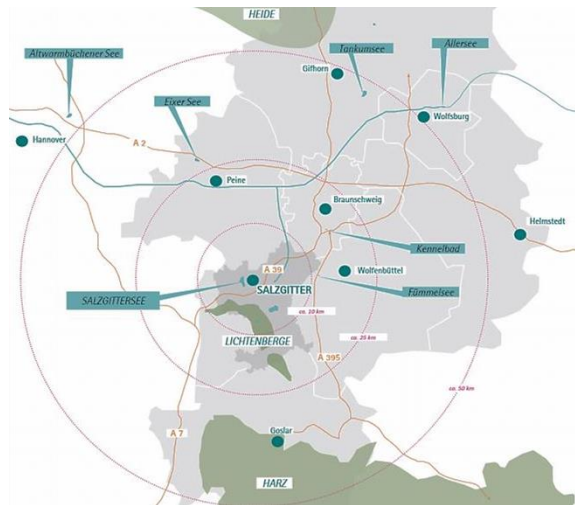 HEIDE
Altwarmbüchener See
Tankumsee
Allersee
Gifhorn
Eixer See
Wolfsburg
Hannover
A 2
Peine
Braunschweig
Helmstedt
Kennelbad
A 39
Wolfenbüttel
SALZGITTERSEE
SALZGITTER
Fümmelsee
ca. 10 km
LICHTENBERGE
ca. 25 km
A 395
ca. 50 km
A 7
Goslar
HARZ